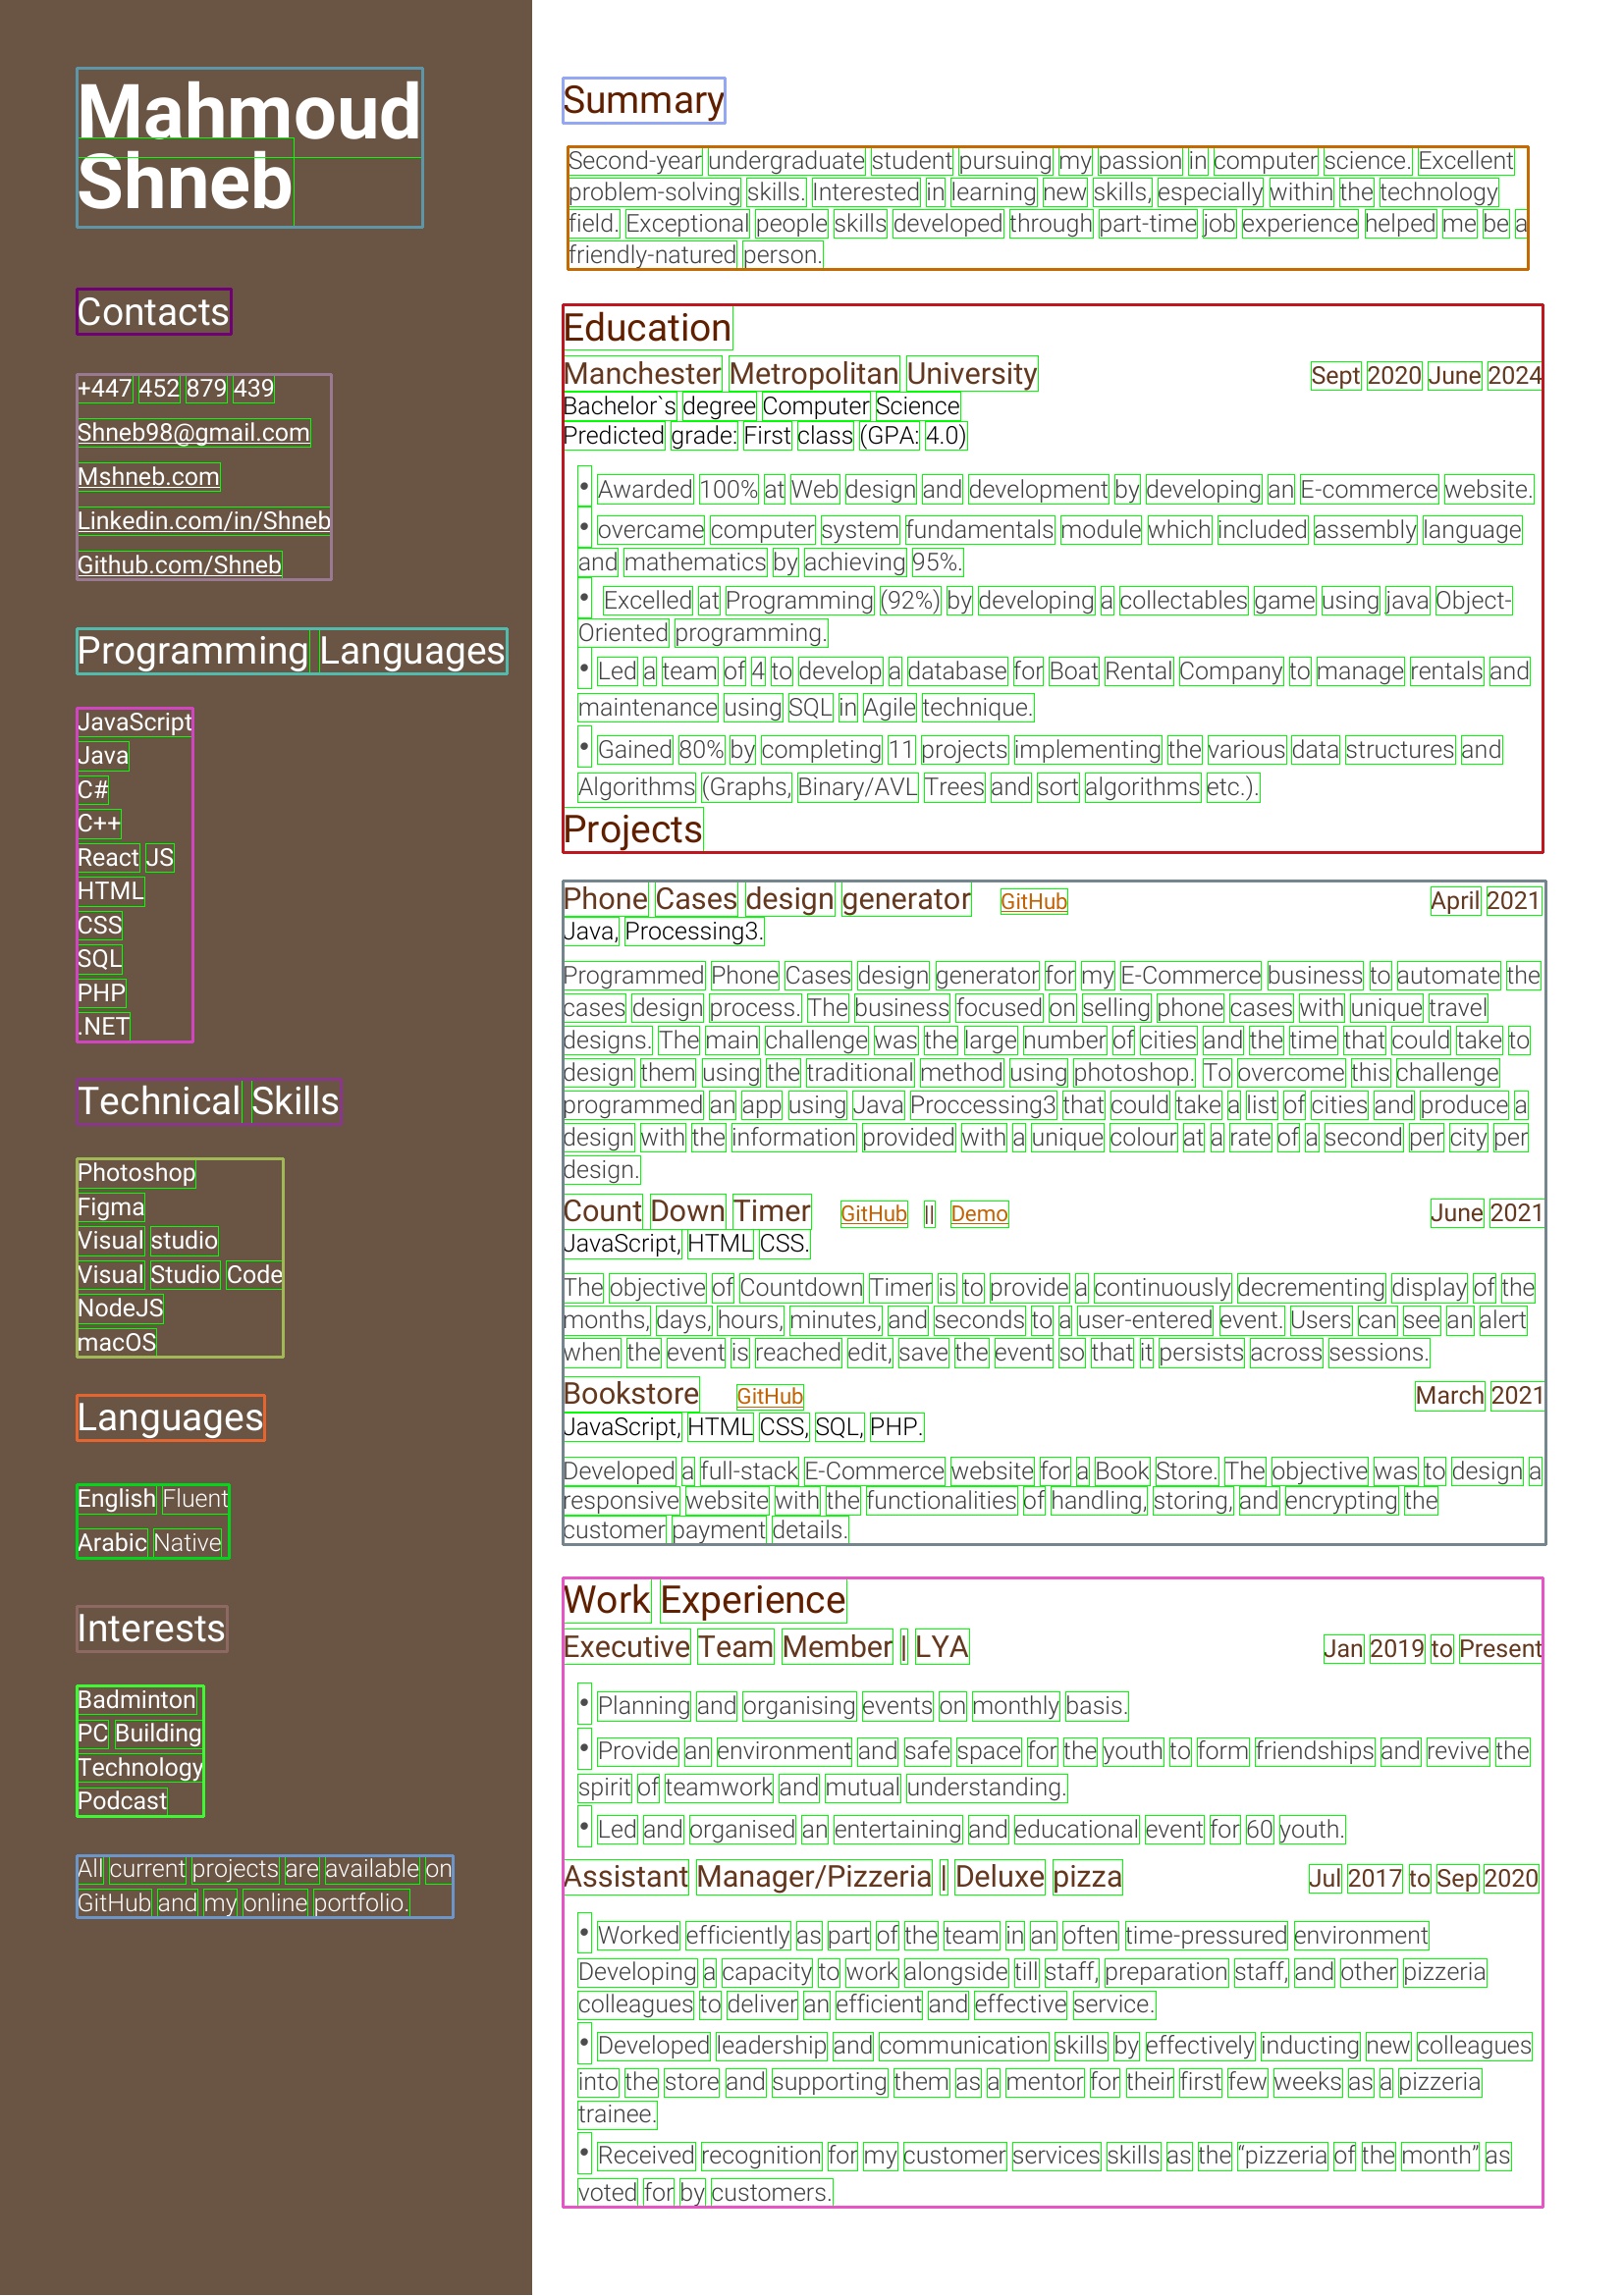 Mahmoud
Shneb
Contacts
+447 452 879 439
Shneb98@gmail.com
Mshneb.com
Linkedin.com/in/Shneb
Github.com/Shneb
Programming Languages
JavaScript
Java
C#
C++
React JS
HTML
CSS
SQL
PHP
.NET
Technical Skills
Photoshop
Figma
Visual studio
Visual Studio Code
NodeJS
macOS
Languages
English Fluent
Arabic Native
Interests
Badminton
PC Building
Technology
Podcast
All current projects are available on
GitHub and my online portfolio.
Summary
Second-year undergraduate student pursuing my passion in computer science. Excellent
problem-solving skills. Interested in learning new skills, especially within the technology
field. Exceptional people skills developed through part-time job experience helped me be a
friendly-natured person.
Education
Manchester Metropolitan University Sept 2020 June 2024
Bachelor`s degree Computer Science
Predicted grade: First class (GPA: 4.0)
• Awarded 100% at Web design and development by developing an E-commerce website.
• overcame computer system fundamentals module which included assembly language
and mathematics by achieving 95%.
• Excelled at Programming (92%) by developing a collectables game using java Object-
Oriented programming.
• Led a team of 4 to develop a database for Boat Rental Company to manage rentals and
maintenance using SQL in Agile technique.
• Gained 80% by completing 11 projects implementing the various data structures and
Algorithms (Graphs, Binary/AVL Trees and sort algorithms etc.).
Projects
Phone Cases design generator GitHub April 2021
Java, Processing3.
Programmed Phone Cases design generator for my E-Commerce business to automate the
cases design process. The business focused on selling phone cases with unique travel
designs. The main challenge was the large number of cities and the time that could take to
design them using the traditional method using photoshop. To overcome this challenge
programmed an app using Java Proccessing3 that could take a list of cities and produce a
design with the information provided with a unique colour at a rate of a second per city per
design.
Count Down Timer GitHub || Demo June 2021
JavaScript, HTML CSS.
The objective of Countdown Timer is to provide a continuously decrementing display of the
months, days, hours, minutes, and seconds to a user-entered event. Users can see an alert
when the event is reached edit, save the event so that it persists across sessions.
Bookstore GitHub March 2021
JavaScript, HTML CSS, SQL, PHP.
Developed a full-stack E-Commerce website for a Book Store. The objective was to design a
responsive website with the functionalities of handling, storing, and encrypting the
customer payment details.
Work Experience
Executive Team Member | LYA Jan 2019 to Present
• Planning and organising events on monthly basis.
• Provide an environment and safe space for the youth to form friendships and revive the
spirit of teamwork and mutual understanding.
• Led and organised an entertaining and educational event for 60 youth.
Assistant Manager/Pizzeria | Deluxe pizza Jul 2017 to Sep 2020
• Worked efficiently as part of the team in an often time-pressured environment
Developing a capacity to work alongside till staff, preparation staff, and other pizzeria
colleagues to deliver an efficient and effective service.
• Developed leadership and communication skills by effectively inducting new colleagues
into the store and supporting them as a mentor for their first few weeks as a pizzeria
trainee.
• Received recognition for my customer services skills as the “pizzeria of the month” as
voted for by customers.